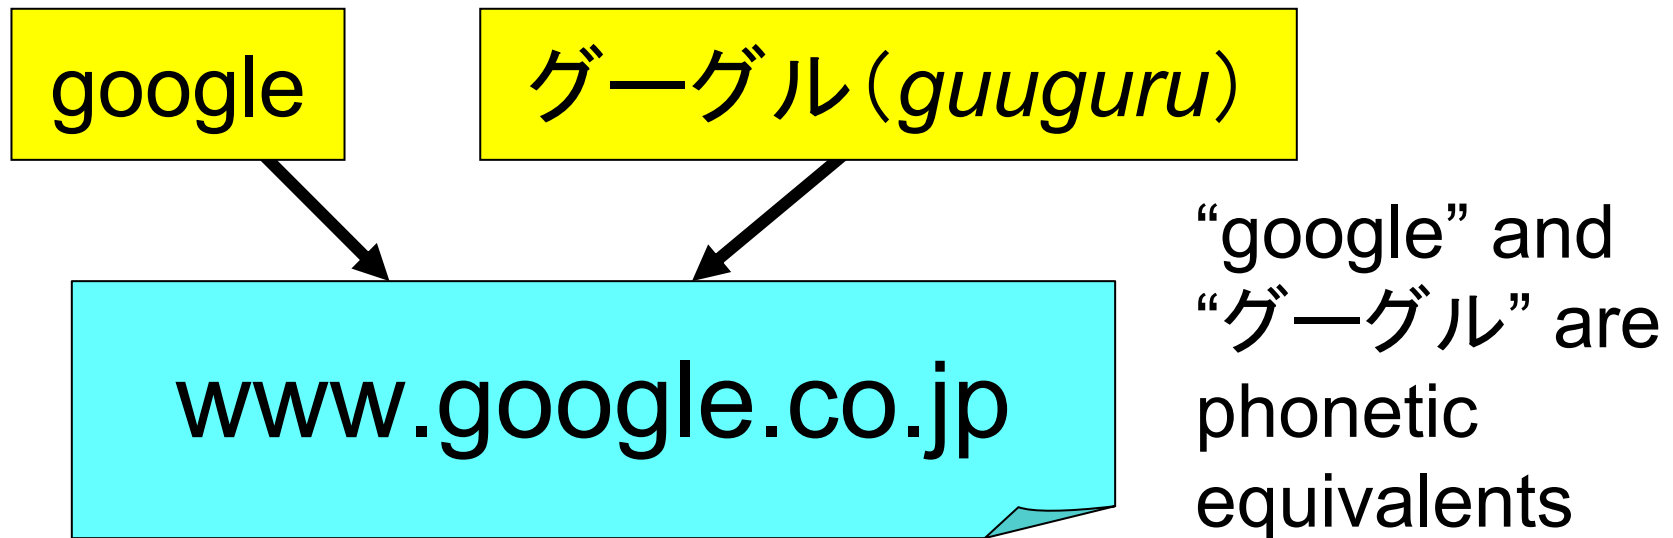 google
グーグル（guuguru）
www.google.co.jp
“google” and
“グーグル” are
phonetic
equivalents